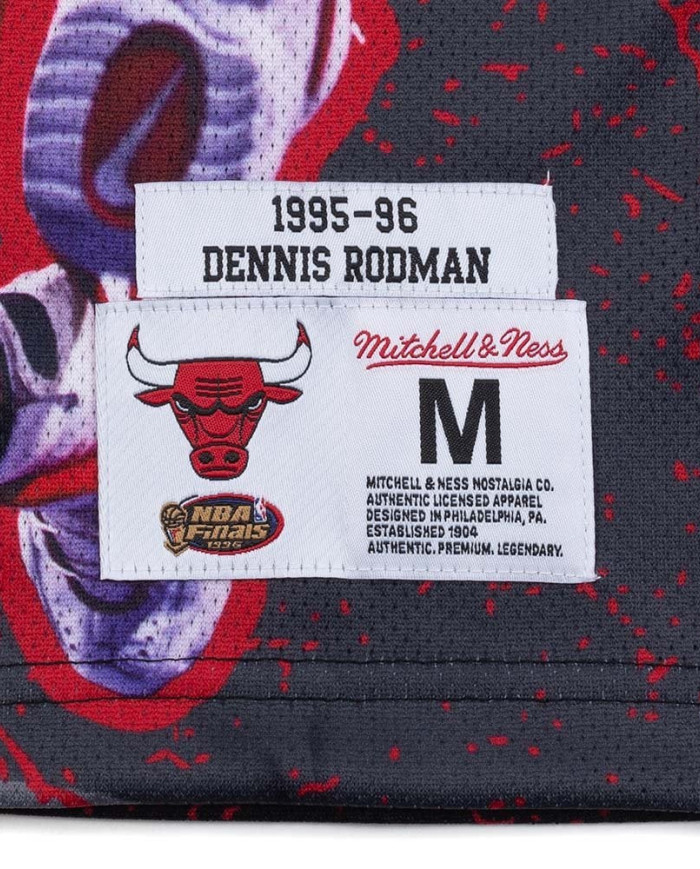 1995-96
DENNIS RODMAN
Mitchell & Ness
M
MITCHELL & NESS NOSTALGIA CO.
AUTHENTIC LICENSED APPAREL
DESIGNED IN PHILADELPHIA, PA.
ESTABLISHED 1904
AUTHENTIC. PREMIUM. LEGENDARY.
NBA
Finals
1996